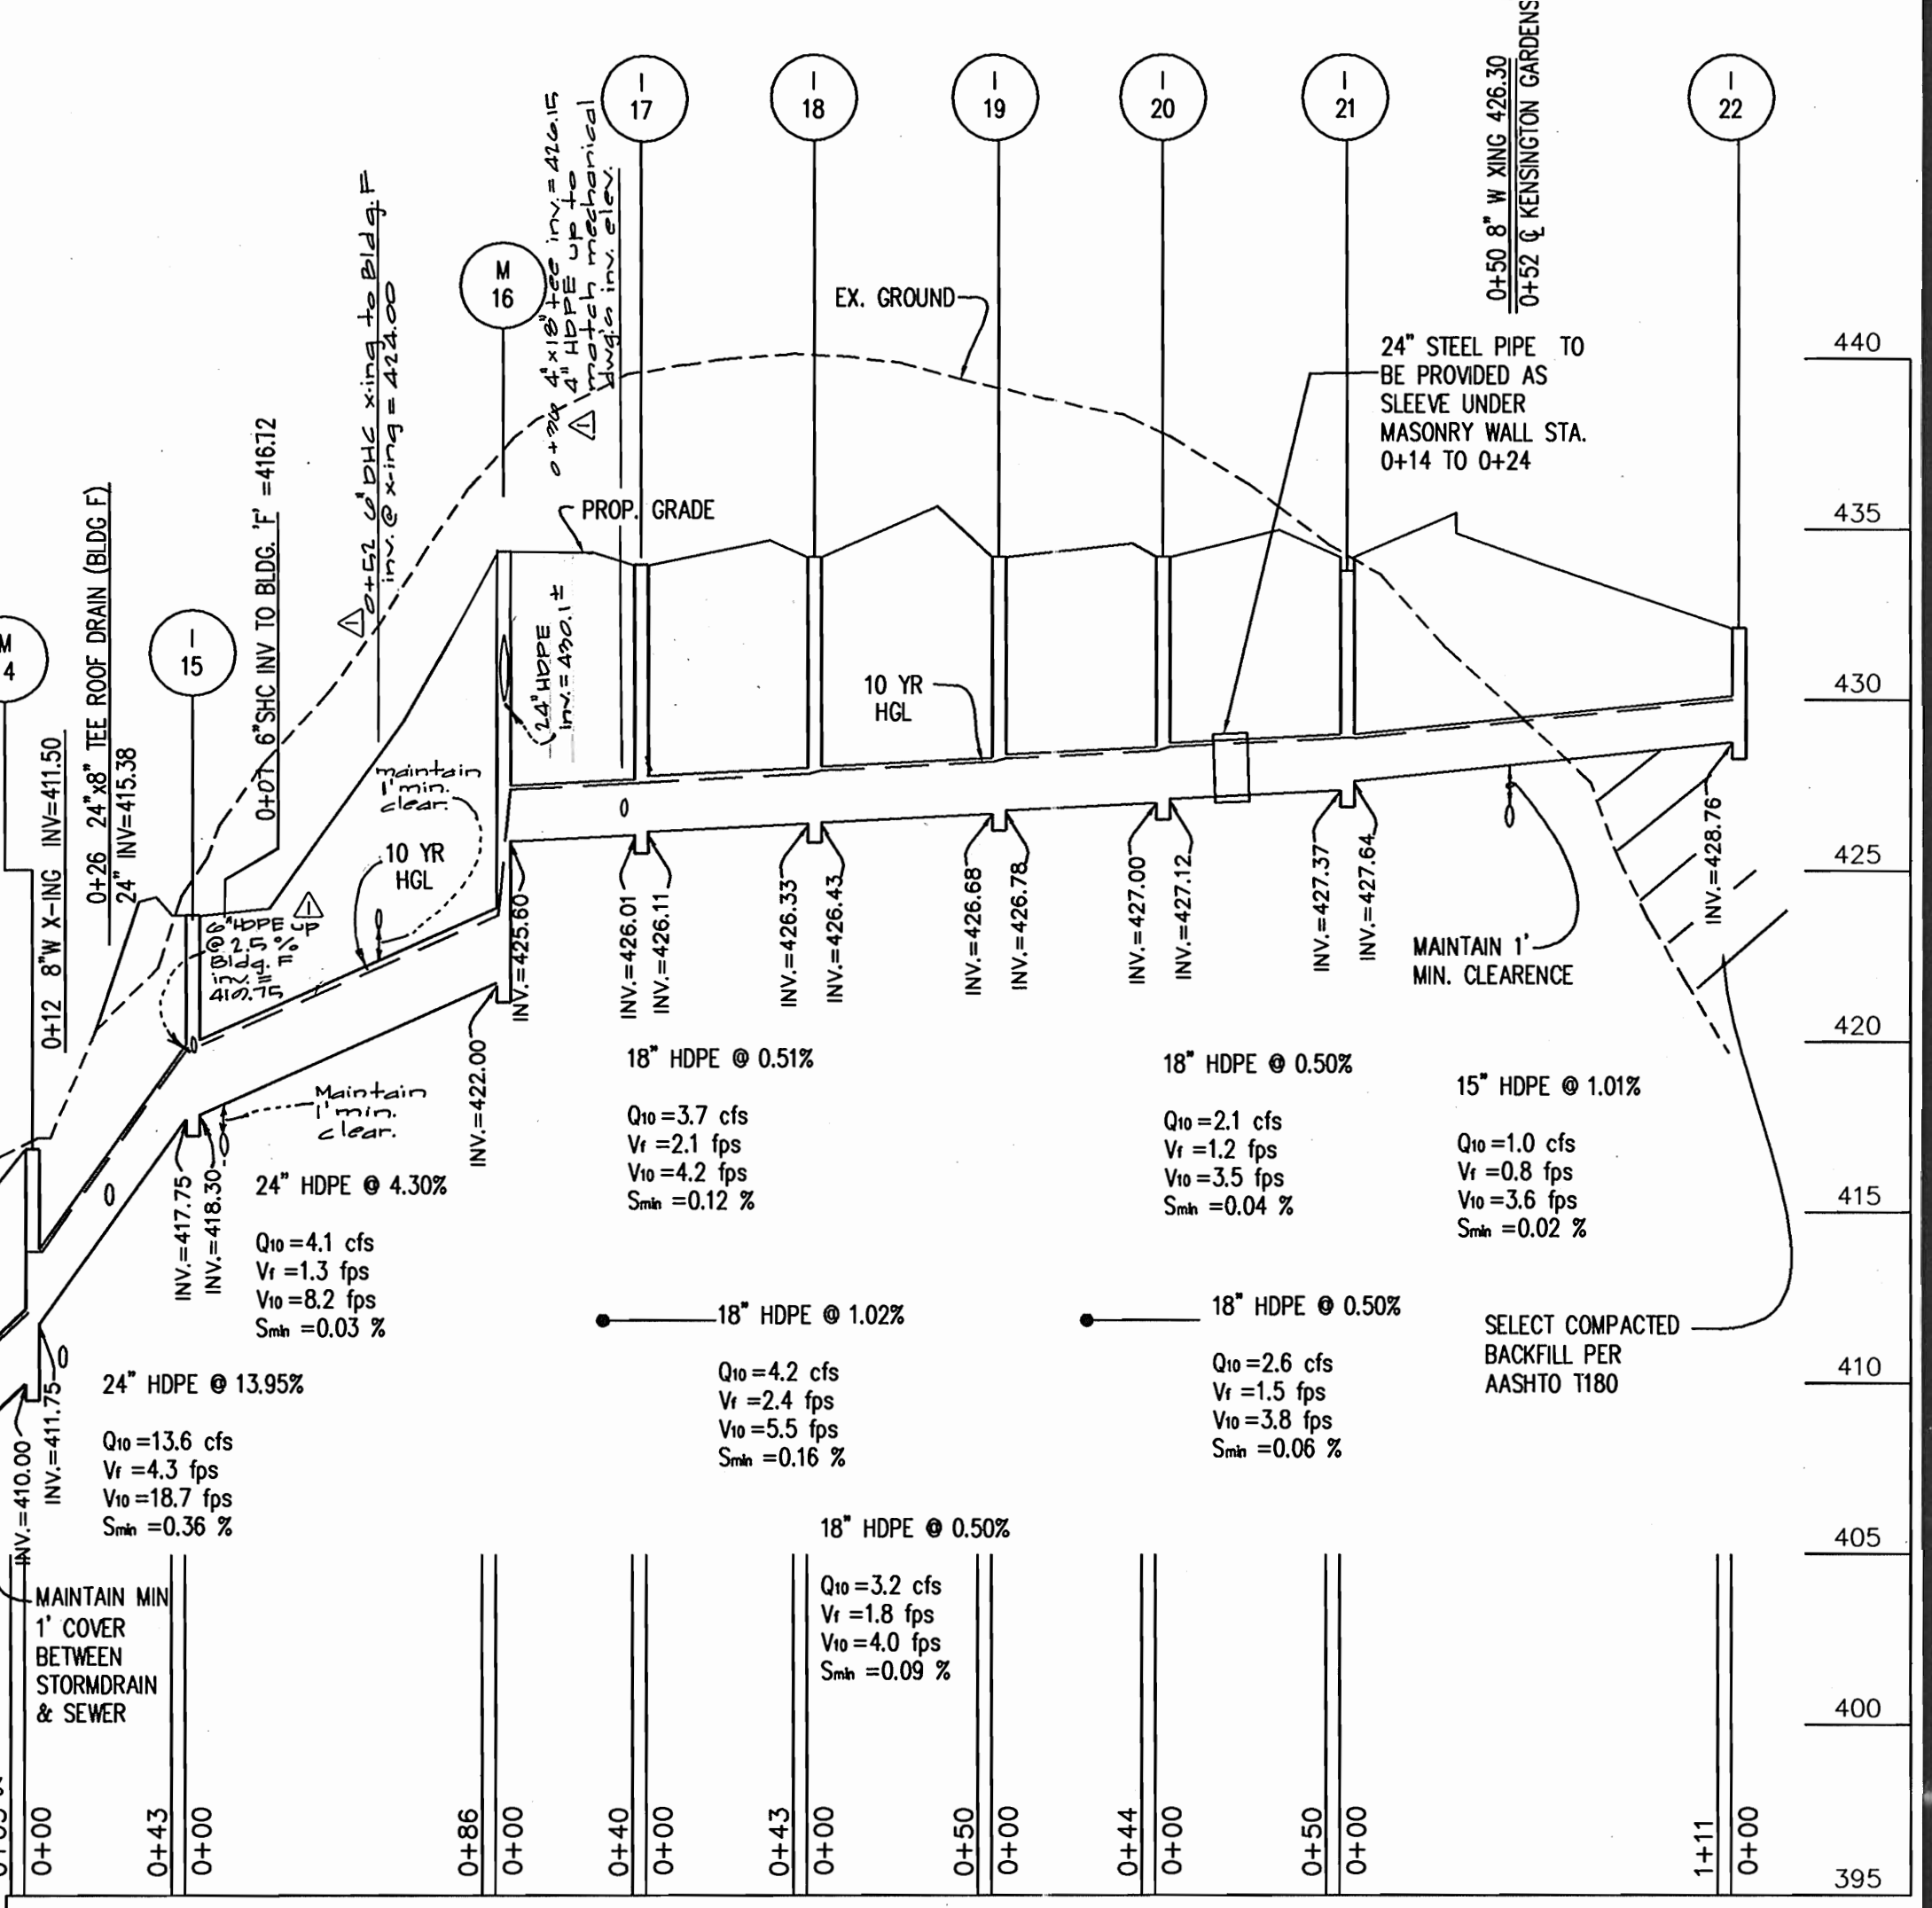 I
17
I
18
I
19
I
20
I
21
I
22
M
16
I
15
M
4
0+50 8" W XING 426.30
0+52 ℄ KENSINGTON GARDENS
0+36 4"x18" tee inv.= 426.15
4" HDPE up to
match mechanical
dwg's inv. elev.
0+52 6" DHC x-ing to Bldg. F
inv. @ x-ing = 424.00
0+07 6"SHC INV TO BLDG. 'F' =416.72
0+26 24"x8" TEE ROOF DRAIN (BLDG F)
24" INV=415.38
0+12 8"W X-ING INV=411.50
EX. GROUND
24" STEEL PIPE TO
BE PROVIDED AS
SLEEVE UNDER
MASONRY WALL STA.
0+14 TO 0+24
PROP. GRADE
24" HDPE
inv.= 430.1 ±
10 YR
HGL
maintain
1' min.
clear.
10 YR
HGL
1
1
1
6" HDPE up
@ 2.5 %
Bldg. F
inv. =
Maintain
1' min.
clear.
MAINTAIN 1'
MIN. CLEARENCE
440
435
430
425
420
415
410
405
400
395
INV.=410.00
INV.=411.75
INV.=417.75
INV.=418.30
INV.=422.00
INV.=425.60
INV.=426.01
INV.=426.11
INV.=426.33
INV.=426.43
INV.=426.68
INV.=426.78
INV.=427.00
INV.=427.12
INV.=427.37
INV.=427.64
INV.=428.76
18" HDPE @ 0.51%
Q10 =3.7 cfs
Vf =2.1 fps
V10 =4.2 fps
Smin =0.12 %
18" HDPE @ 0.50%
Q10 =2.1 cfs
Vf =1.2 fps
V10 =3.5 fps
Smin =0.04 %
15" HDPE @ 1.01%
Q10 =1.0 cfs
Vf =0.8 fps
V10 =3.6 fps
Smin =0.02 %
24" HDPE @ 4.30%
Q10 =4.1 cfs
Vf =1.3 fps
V10 =8.2 fps
Smin =0.03 %
18" HDPE @ 1.02%
Q10 =4.2 cfs
Vf =2.4 fps
V10 =5.5 fps
Smin =0.16 %
18" HDPE @ 0.50%
Q10 =2.6 cfs
Vf =1.5 fps
V10 =3.8 fps
Smin =0.06 %
SELECT COMPACTED
BACKFILL PER
AASHTO T180
24" HDPE @ 13.95%
Q10 =13.6 cfs
Vf =4.3 fps
V10 =18.7 fps
Smin =0.36 %
18" HDPE @ 0.50%
Q10 =3.2 cfs
Vf =1.8 fps
V10 =4.0 fps
Smin =0.09 %
MAINTAIN MIN
1' COVER
BETWEEN
STORMDRAIN
& SEWER
0+00
0+43
0+00
0+86
0+00
0+40
0+00
0+43
0+00
0+50
0+00
0+44
0+00
0+50
0+00
1+11
0+00